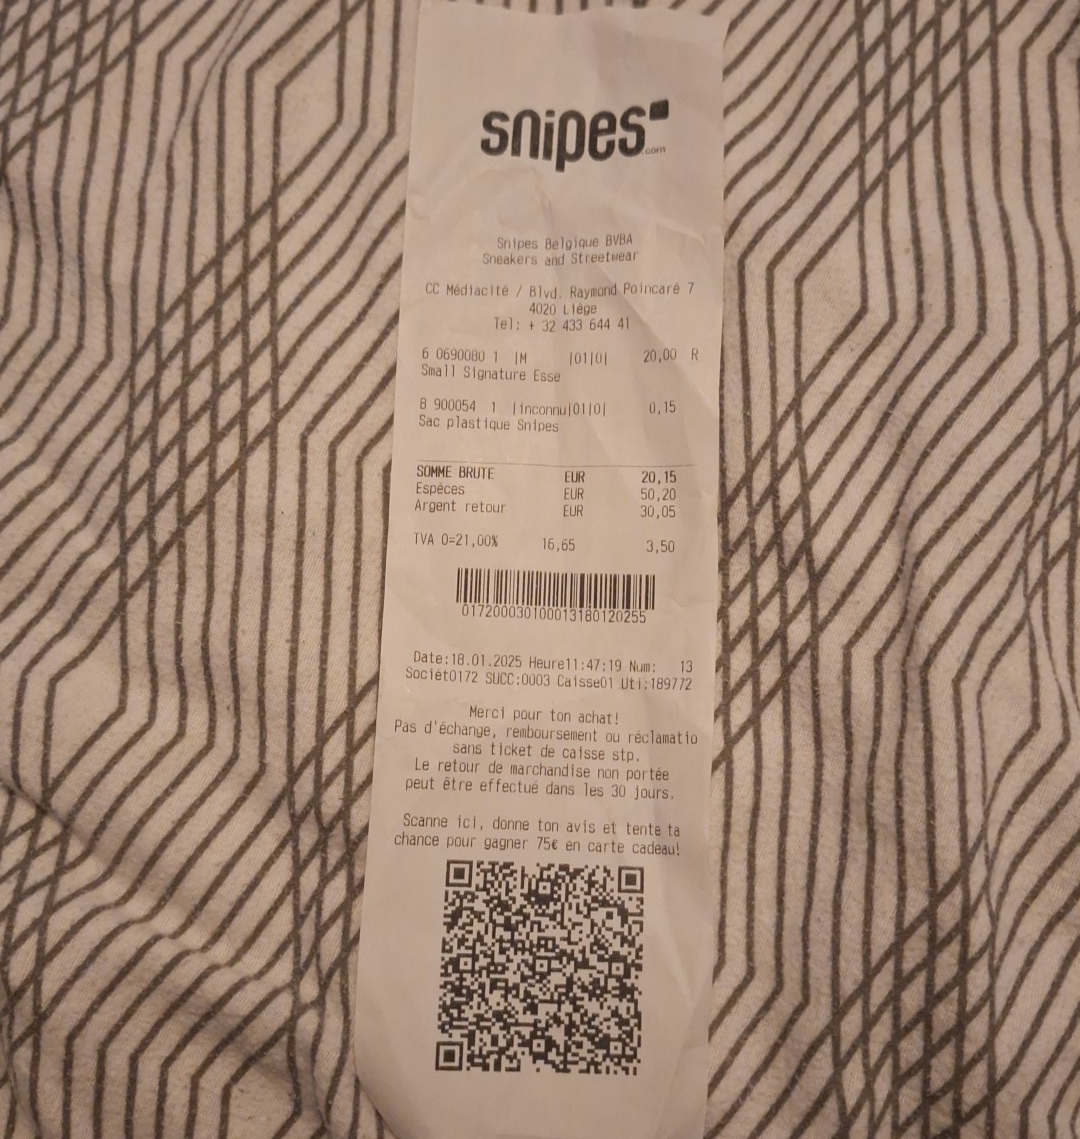 snipes
.com
Snipes Belgique BVBA
Sneakers and Streetwear
CC Médiacité / Blvd. Raymond Poincaré 7
4020 Liège
Tel: + 32 433 644 41
6 0690080 1 |M |01|0| 20,00 R
Small Signature Esse
8 900054 1 |inconnu|01|0| 0,15
Sac plastique Snipes
SOMME BRUTE EUR 20,15
Espèces EUR 50,20
Argent retour EUR 30,05
TVA 0=21,00% 16,65 3,50
017200030100013180120255
Date:18.01.2025 Heure11:47:19 Num: 13
Sociét0172 SUCC:0003 Caisse01 Uti:189772
Merci pour ton achat!
Pas d'échange, remboursement ou réclamatio
sans ticket de caisse stp.
Le retour de marchandise non portée
peut être effectué dans les 30 jours.
Scanne ici, donne ton avis et tente ta
chance pour gagner 75€ en carte cadeau!